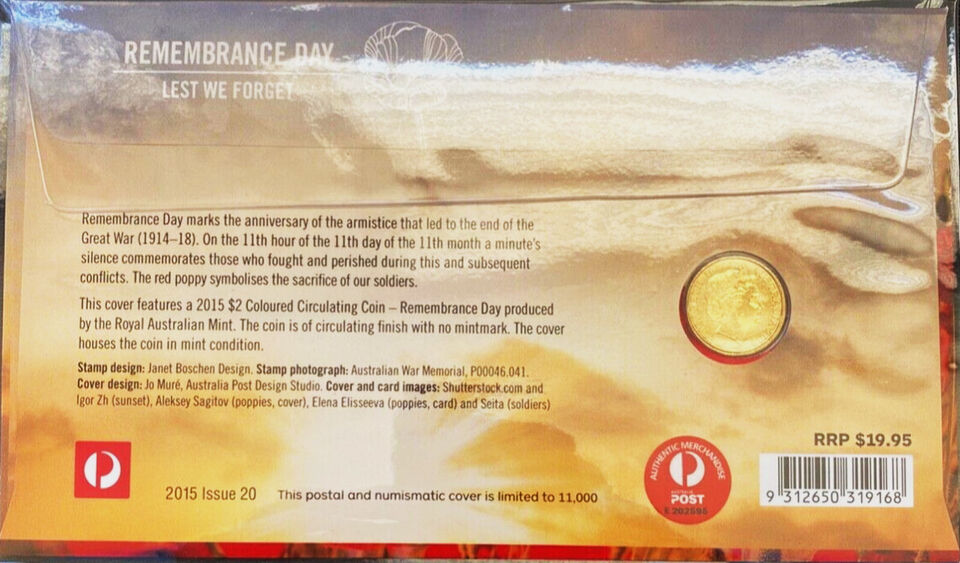 REMEMBRANCE DAY
LEST WE FORGET
Remembrance Day marks the anniversary of the armistice that led to the end of the
Great War (1914–18). On the 11th hour of the 11th day of the 11th month a minute's
silence commemorates those who fought and perished during this and subsequent
conflicts. The red poppy symbolises the sacrifice of our soldiers.
This cover features a 2015 $2 Coloured Circulating Coin – Remembrance Day produced
by the Royal Australian Mint. The coin is of circulating finish with no mintmark. The cover
houses the coin in mint condition.
Stamp design: Janet Boschen Design. Stamp photograph: Australian War Memorial, P00046.041.
Cover design: Jo Muré, Australia Post Design Studio. Cover and card images: Shutterstock.com and
Igor Zh (sunset), Aleksey Sagitov (poppies, cover), Elena Elisseeva (poppies, card) and Seita (soldiers)
2015 Issue 20
This postal and numismatic cover is limited to 11,000
AUTHENTIC MERCHANDISE
AUSTRALIA
POST
E 202595
RRP $19.95
9 312650 319168